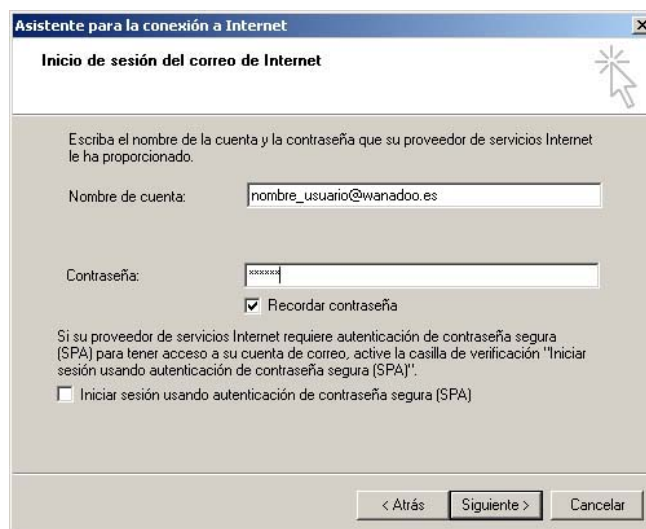 Asistente para la conexión a Internet
Inicio de sesión del correo de Internet
Escriba el nombre de la cuenta y la contraseña que su proveedor de servicios Internet
le ha proporcionado.
Nombre de cuenta: nombre_usuario@wanadoo.es
Contraseña: ××××××
Recordar contraseña
Si su proveedor de servicios Internet requiere autenticación de contraseña segura
(SPA) para tener acceso a su cuenta de correo, active la casilla de verificación "Iniciar
sesión usando autenticación de contraseña segura (SPA)".
Iniciar sesión usando autenticación de contraseña segura (SPA)
< Atrás Siguiente > Cancelar